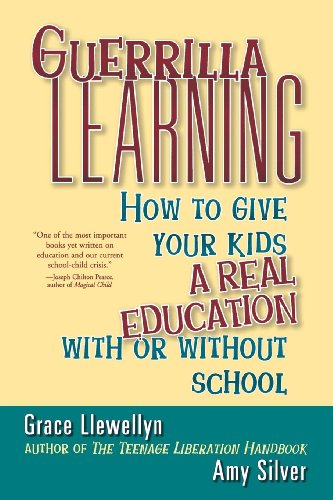 GUERRILLA
LEARNING
HOW TO GIVE
YOUR KIDS
A REAL
EDUCATION
WITH OR WITHOUT
SCHOOL
"One of the most important
books yet written on
education and our current
school-child crisis."
—Joseph Chilton Pearce,
author of Magical Child
Grace Llewellyn
AUTHOR OF THE TEENAGE LIBERATION HANDBOOK
Amy Silver